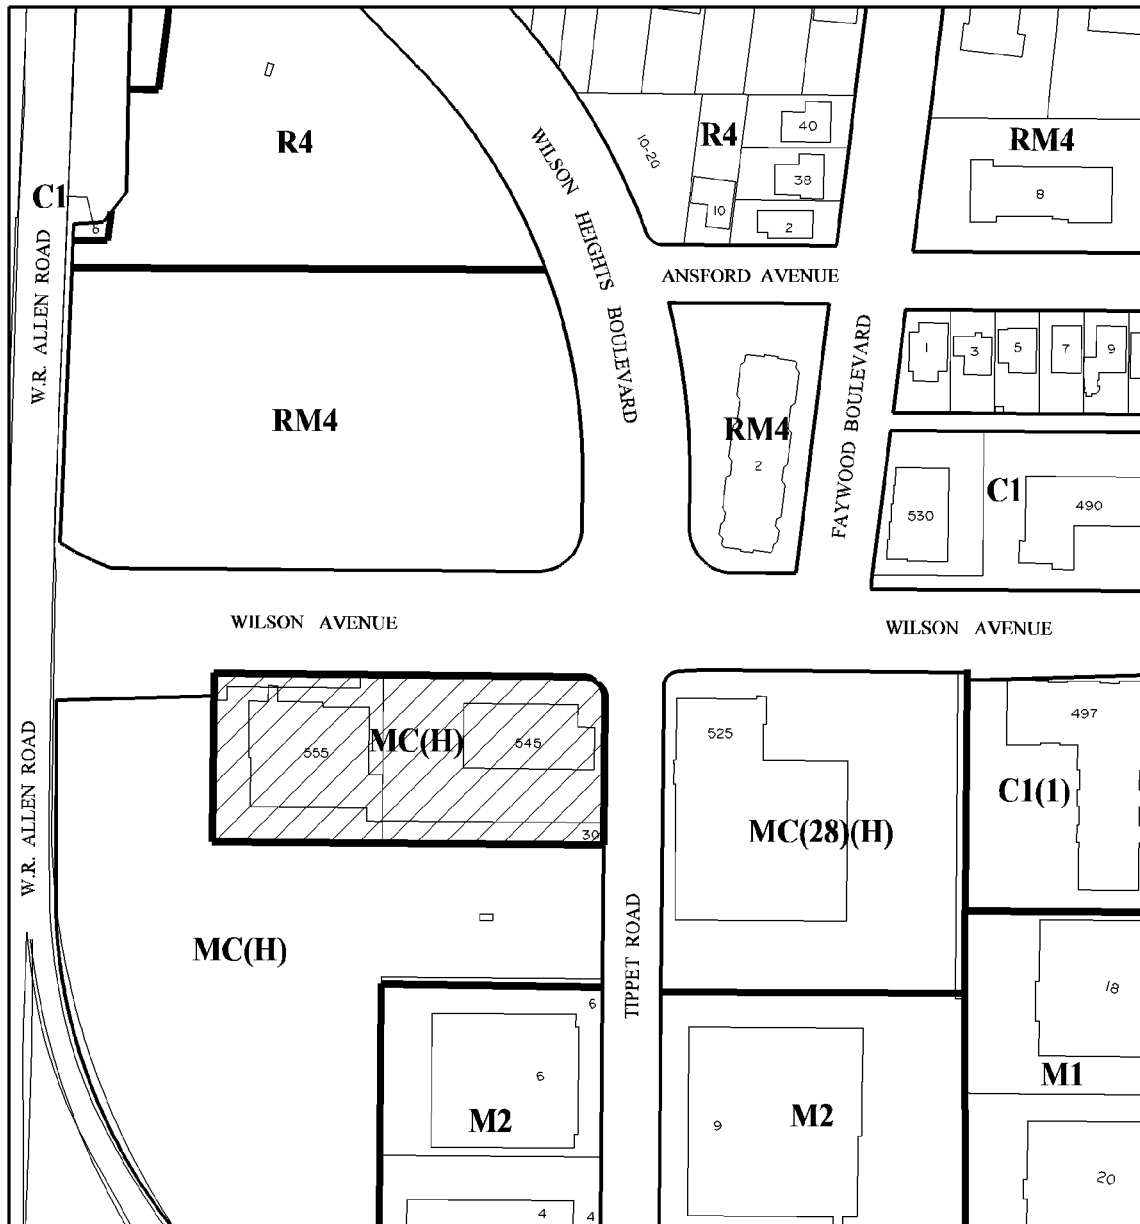 R4
10-20
R4
40
RM4
38
8
C1
10
2
WILSON HEIGHTS BOULEVARD
W.R. ALLEN ROAD
ANSFORD AVENUE
FAYWOOD BOULEVARD
1
3
5
7
9
RM4
RM4
2
C1
530
490
WILSON AVENUE
WILSON AVENUE
W.R. ALLEN ROAD
555
MC(H)
545
525
497
C1(1)
30
MC(28)(H)
MC(H)
TIPPET ROAD
6
18
6
M1
M2
9
M2
20
4
4